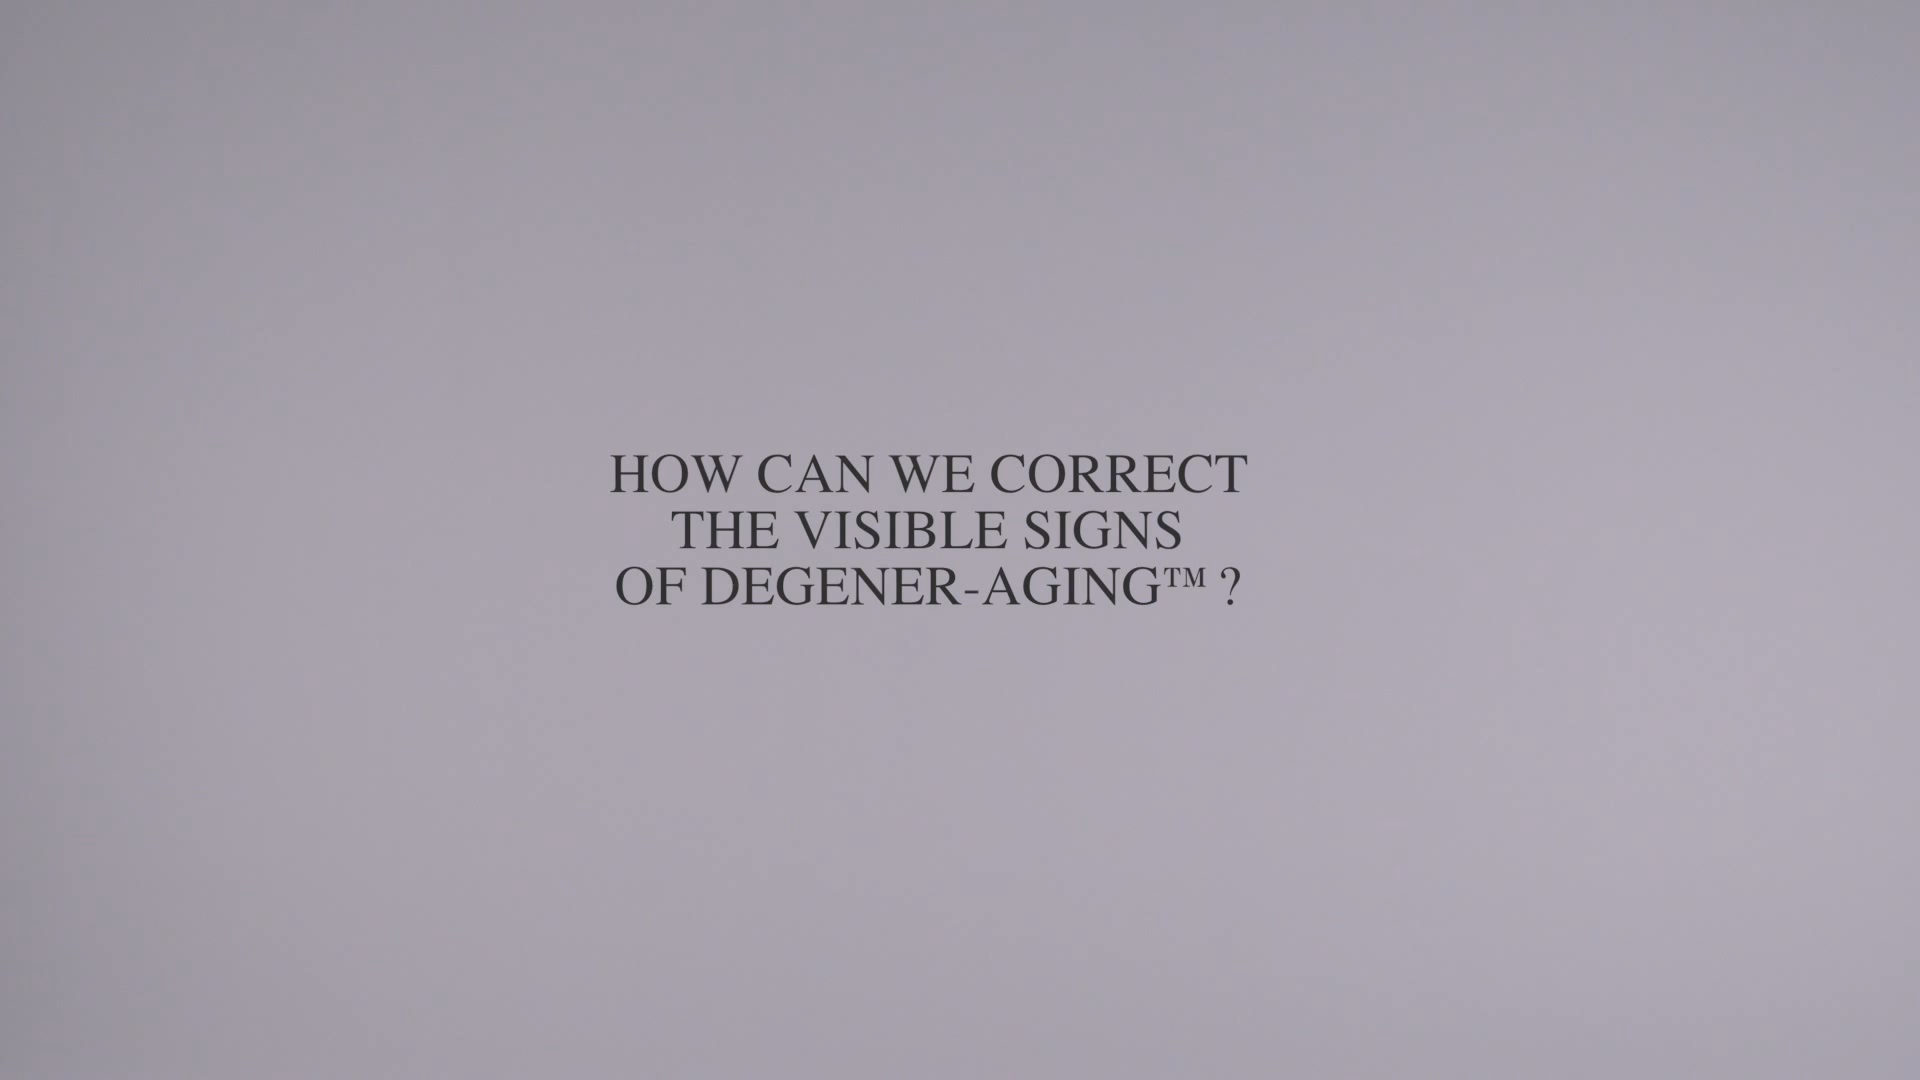 HOW CAN WE CORRECT
THE VISIBLE SIGNS
OF DEGENER-AGING™ ?